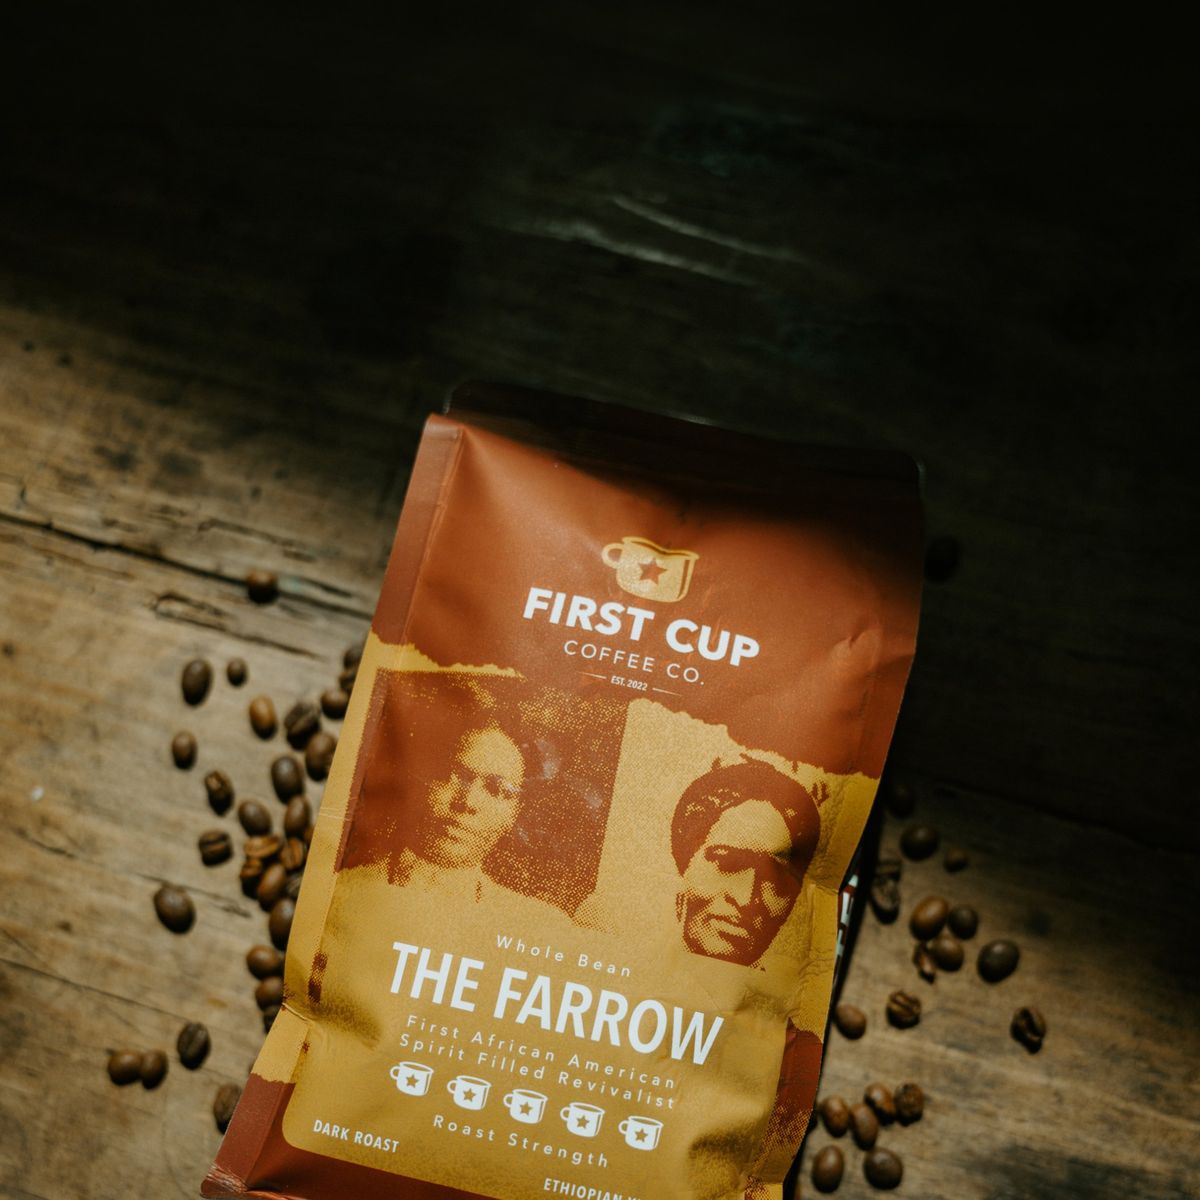 FIRST CUP
COFFEE CO.
EST. 2022
Whole Bean
THE FARROW
First African American
Spirit Filled Revivalist
Roast Strength
DARK ROAST
ETHIOPIAN